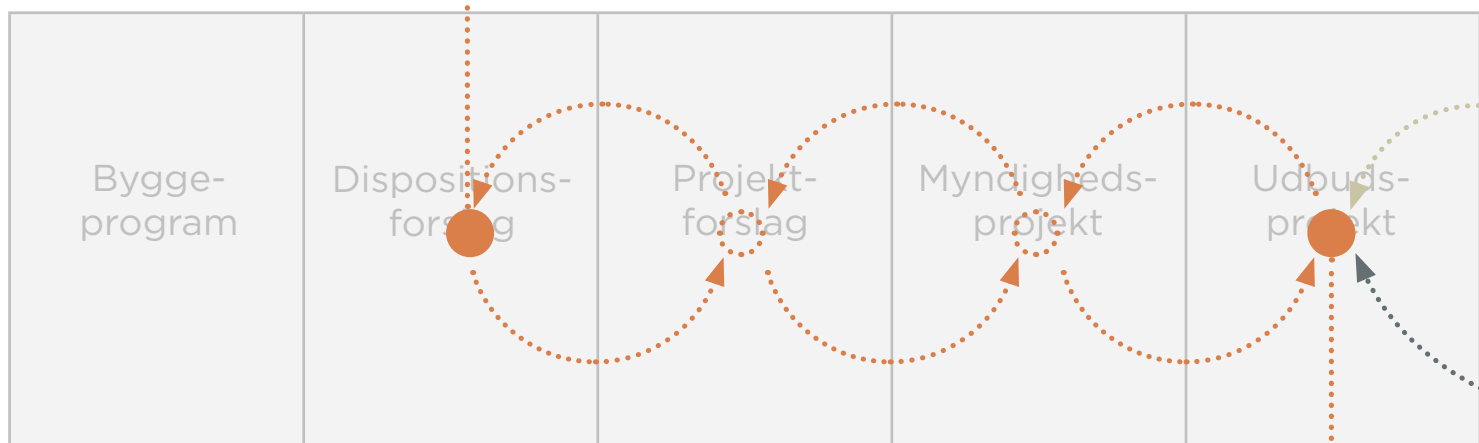 Bygge-
program
Dispositions-
forslag
Projekt-
forslag
Myndigheds-
projekt
Udbuds-
projekt